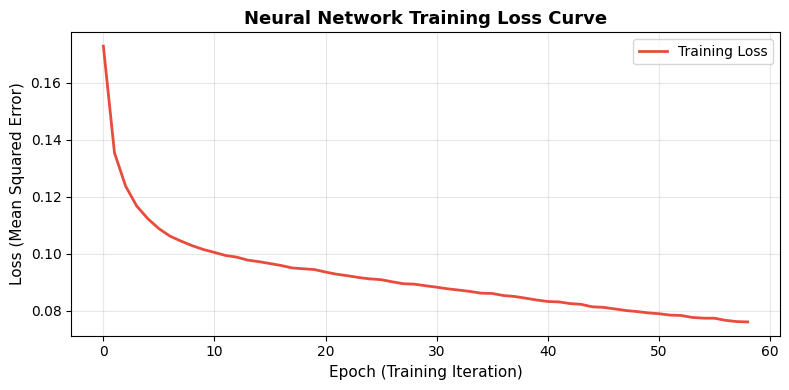 Neural Network Training Loss Curve
Training Loss
Loss (Mean Squared Error)
0.16
0.14
0.12
0.10
0.08
0 10 20 30 40 50 60
Epoch (Training Iteration)